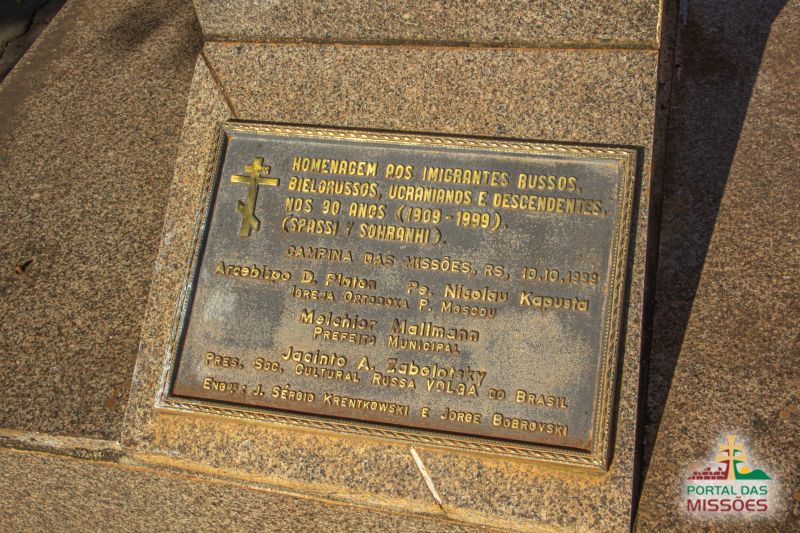 HOMENAGEM AOS IMIGRANTES RUSSOS,
BIELORUSSOS, UCRANIANOS E DESCENDENTES,
NOS 90 ANOS (1909 - 1999).
(SPASSI Y SOHRANHI).
CAMPINA DAS MISSÕES, RS, 10.10.1999
Arcebispo D. Platon Pe. Nicolau Kapusta
IGREJA ORTODOXA P. MOSCOU
Melchior Mallmann
PREFEITO MUNICIPAL
Jacinto A. Zabolotsky
PRES. SOC. CULTURAL RUSSA VOLGA DO BRASIL
ENGºs: J. SÉRGIO KRENTKOWSKI E JORGE BOBROVSKI
PORTAL DAS
MISSÕES